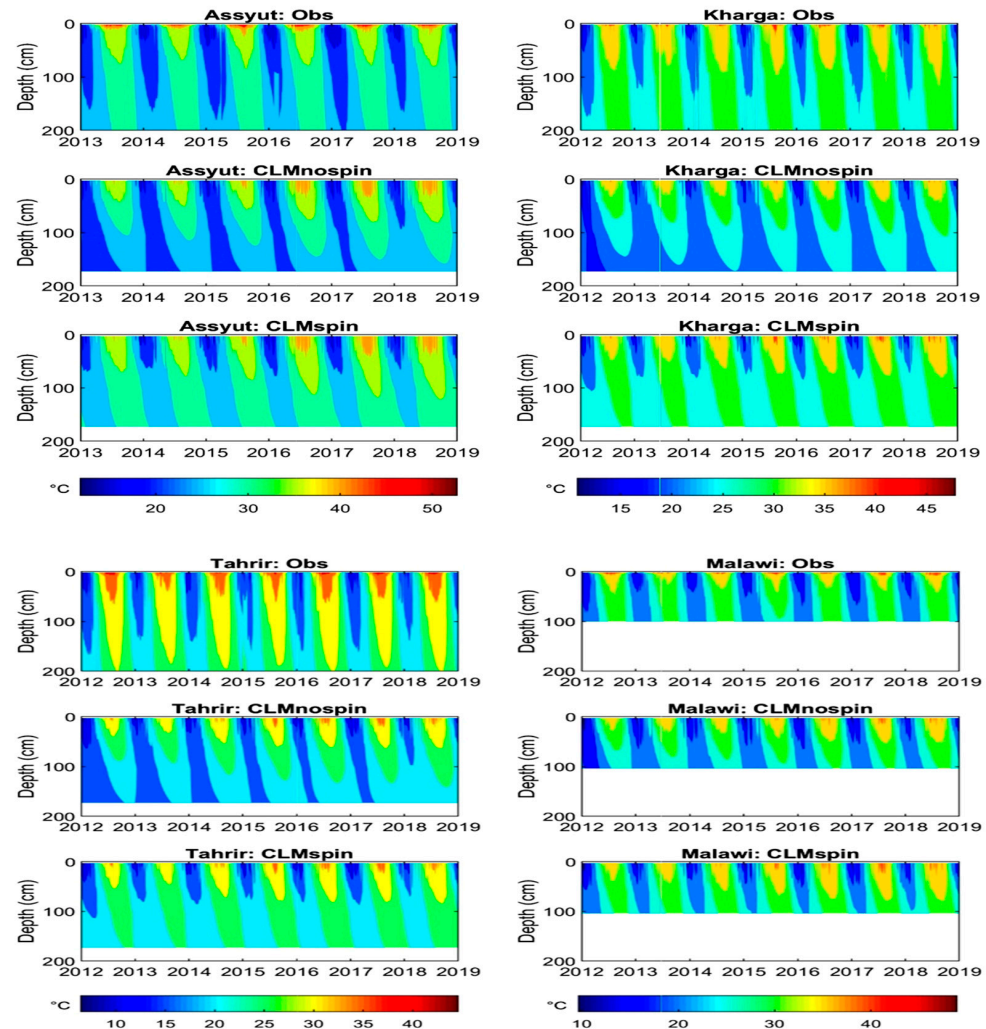 Assyut: Obs
Depth (cm)
0
100
200
2013 2014 2015 2016 2017 2018 2019
Kharga: Obs
Depth (cm)
0
100
200
2012 2013 2014 2015 2016 2017 2018 2019
Assyut: CLMnospin
Depth (cm)
0
100
200
2013 2014 2015 2016 2017 2018 2019
Kharga: CLMnospin
Depth (cm)
0
100
200
2012 2013 2014 2015 2016 2017 2018 2019
Assyut: CLMspin
Depth (cm)
0
100
200
2013 2014 2015 2016 2017 2018 2019
Kharga: CLMspin
Depth (cm)
0
100
200
2012 2013 2014 2015 2016 2017 2018 2019
°C
20 30 40 50
°C
15 20 25 30 35 40 45
Tahrir: Obs
Depth (cm)
0
100
200
2012 2013 2014 2015 2016 2017 2018 2019
Malawi: Obs
Depth (cm)
0
100
200
2012 2013 2014 2015 2016 2017 2018 2019
Tahrir: CLMnospin
Depth (cm)
0
100
200
2012 2013 2014 2015 2016 2017 2018 2019
Malawi: CLMnospin
Depth (cm)
0
100
200
2012 2013 2014 2015 2016 2017 2018 2019
Tahrir: CLMspin
Depth (cm)
0
100
200
2012 2013 2014 2015 2016 2017 2018 2019
Malawi: CLMspin
Depth (cm)
0
100
200
2012 2013 2014 2015 2016 2017 2018 2019
°C
10 20 25 30 40
°C
10 20 30 40